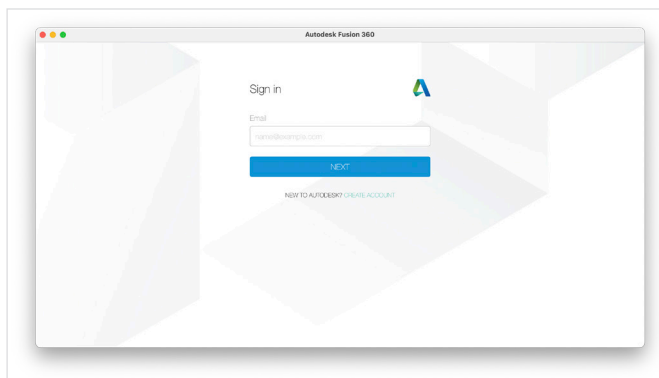 Autodesk Fusion 360
Sign in
Email
name@example.com
NEXT
NEW TO AUTODESK? CREATE ACCOUNT